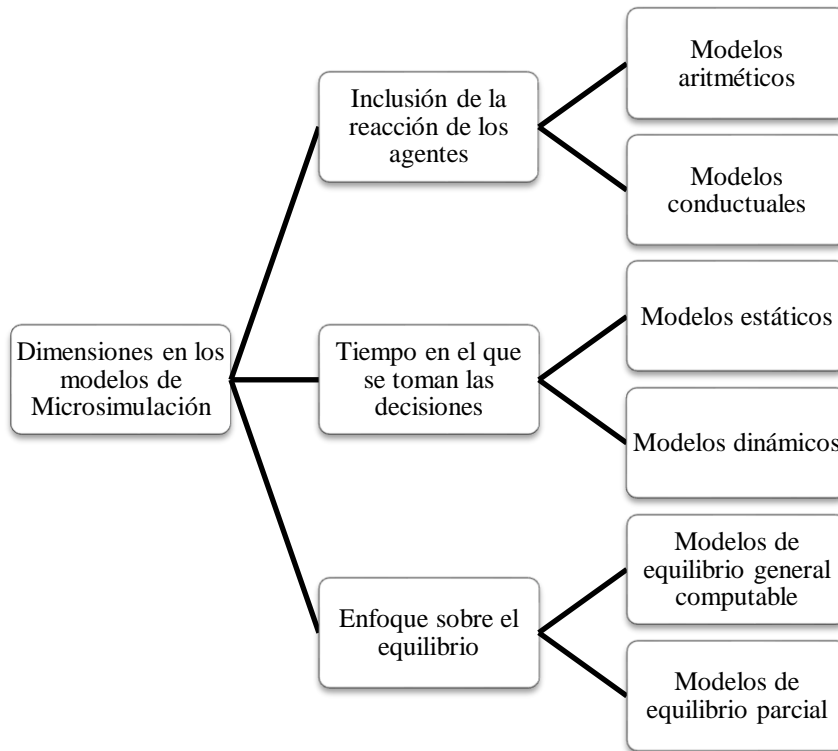 Dimensiones en los
modelos de
Microsimulación
Inclusión de la
reacción de los
agentes
Modelos
aritméticos
Modelos
conductuales
Tiempo en el que
se toman las
decisiones
Modelos estáticos
Modelos dinámicos
Enfoque sobre el
equilibrio
Modelos de
equilibrio general
computable
Modelos de
equilibrio parcial